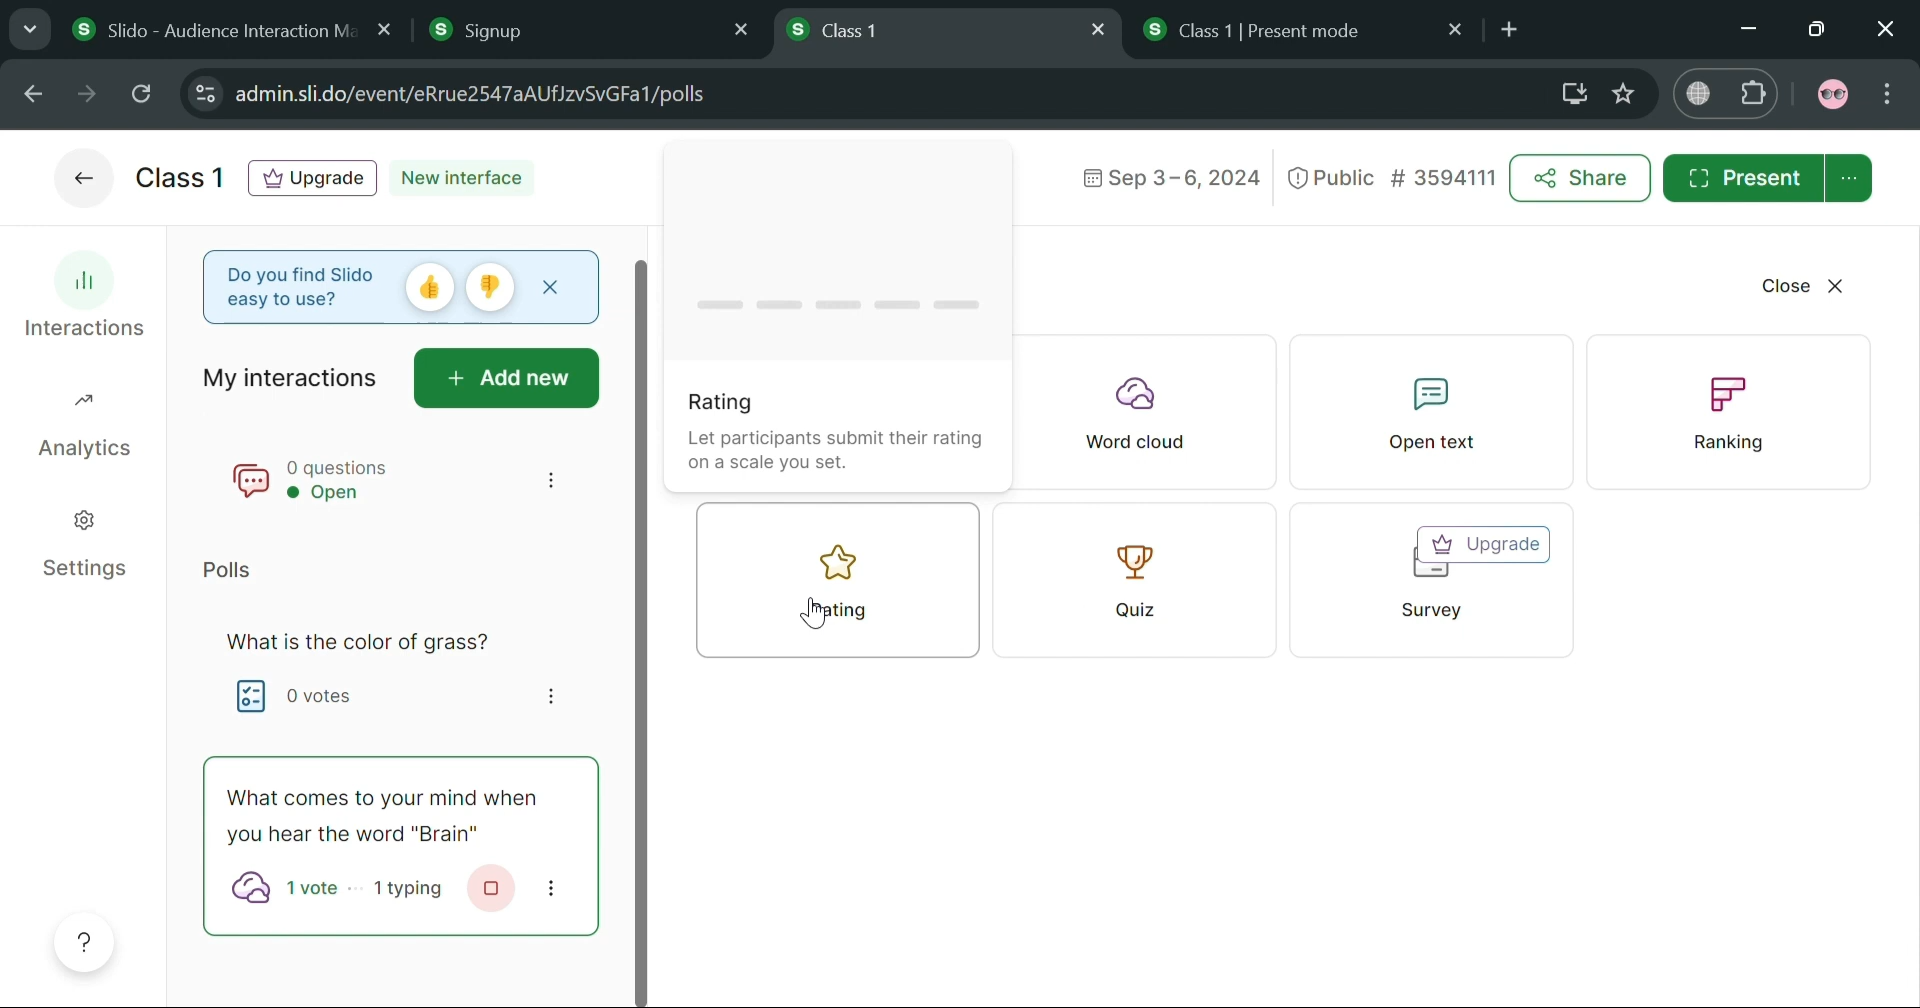 Slido - Audience Interaction Ma
Signup
Class 1
Class 1 | Present mode
admin.sli.do/event/eRrue2547aAUfJzvSvGFa1/polls
Class 1
Upgrade
New interface
Sep 3–6, 2024
Public
# 3594111
Share
Present
Interactions
Analytics
Settings
?
Do you find Slido
easy to use?
My interactions
+ Add new
0 questions
Open
Polls
What is the color of grass?
0 votes
What comes to your mind when
you hear the word "Brain"
1 vote
1 typing
Rating
Let participants submit their rating
on a scale you set.
Close
Word cloud
Open text
Ranking
Rating
Quiz
Upgrade
Survey